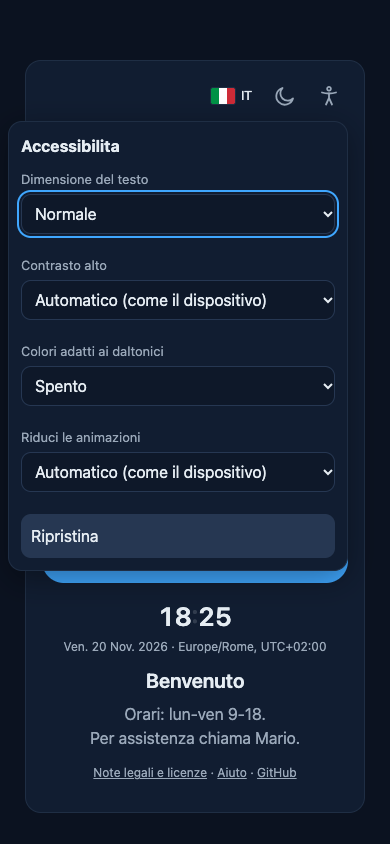 IT
Accessibilita
Dimensione del testo
Normale
Contrasto alto
Automatico (come il dispositivo)
Colori adatti ai daltonici
Spento
Riduci le animazioni
Automatico (come il dispositivo)
Ripristina
18:25
Ven. 20 Nov. 2026 · Europe/Rome, UTC+02:00
Benvenuto
Orari: lun-ven 9-18.
Per assistenza chiama Mario.
Note legali e licenze · Aiuto · GitHub